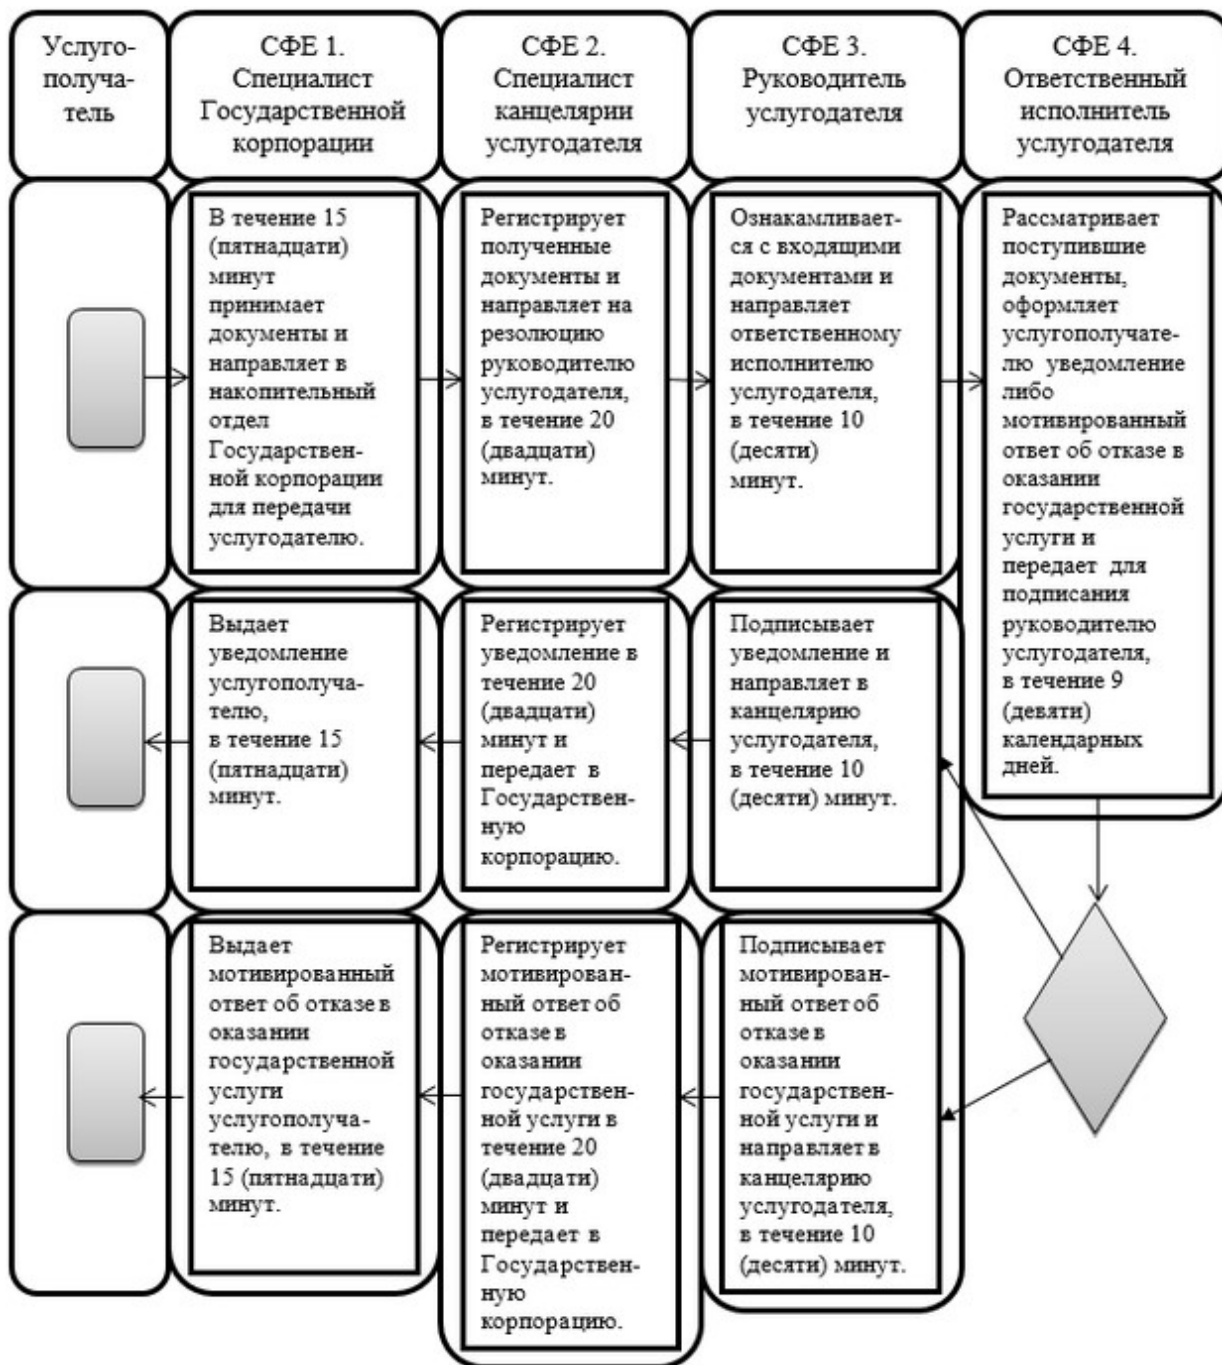 Услуго-
получа-
тель
СФЕ 1.
Специалист
Государственной
корпорации
СФЕ 2.
Специалист
канцелярии
услугодателя
СФЕ 3.
Руководитель
услугодателя
СФЕ 4.
Ответственный
исполнитель
услугодателя
В течение 15
(пятнадцати)
минут
принимает
документы и
направляет в
накопительный
отдел
Государствен-
ной корпорации
для передачи
услугодателю.
Регистрирует
полученные
документы и
направляет на
резолюцию
руководителю
услугодателя,
в течение 20
(двадцати)
минут.
Ознакамливает-
ся с входящими
документами и
направляет
ответственному
исполнителю
услугодателя,
в течение 10
(десяти)
минут.
Рассматривает
поступившие
документы,
оформляет
услугополучате-
лю уведомление
либо
мотивированный
ответ об отказе в
оказании
государственной
услуги и
передает для
подписания
руководителю
услугодателя,
в течение 9
(девяти)
календарных
дней.
Выдает
уведомление
услугополуча-
телю,
в течение 15
(пятнадцати)
минут.
Регистрирует
уведомление в
течение 20
(двадцати)
минут и
передает в
Государствен-
ную
корпорацию.
Подписывает
уведомление и
направляет в
канцелярию
услугодателя,
в течение 10
(десяти) минут.
Выдает
мотивированный
ответ об отказе в
оказании
государственной
услуги
услугополуча-
телю, в течение
15 (пятнадцати)
минут.
Регистрирует
мотивирован-
ный ответ об
отказе в
оказании
государствен-
ной услуги в
течение 20
(двадцати)
минут и
передает в
Государствен-
ную
корпорацию.
Подписывает
мотивирован-
ный ответ об
отказе в
оказании
государствен-
ной услуги и
направляет в
канцелярию
услугодателя,
в течение 10
(десяти) минут.